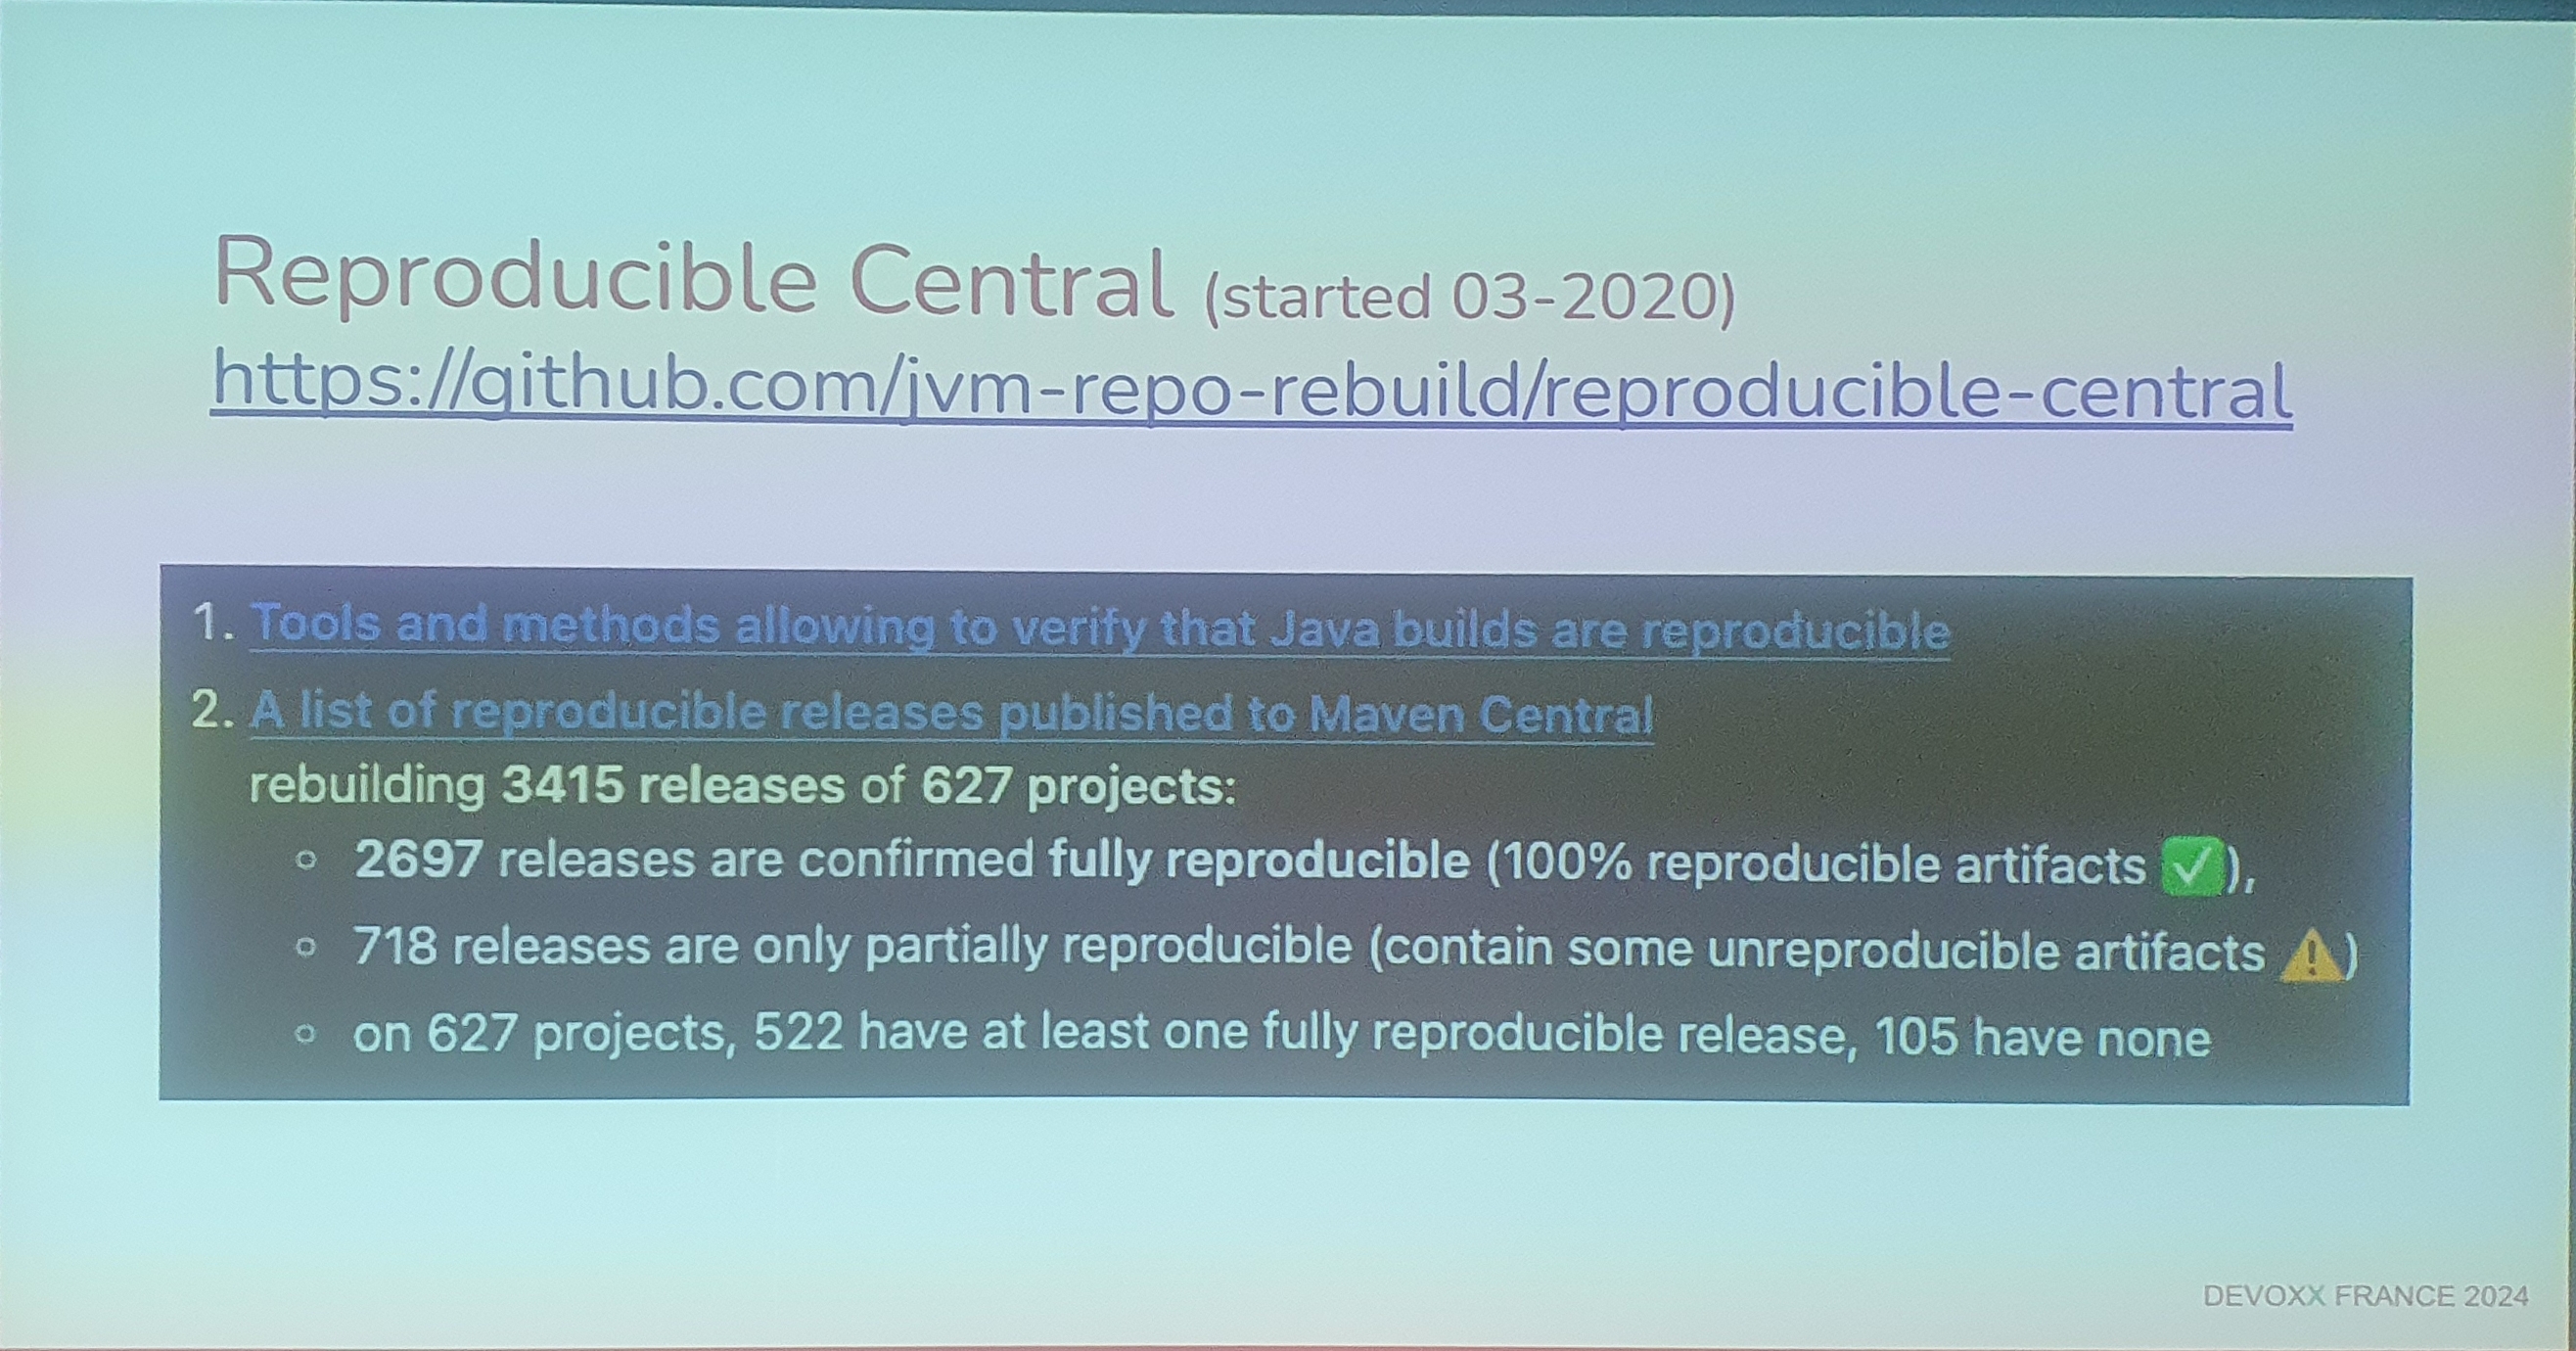 Reproducible Central (started 03-2020)
https://github.com/jvm-repo-rebuild/reproducible-central
1. Tools and methods allowing to verify that Java builds are reproducible
2. A list of reproducible releases published to Maven Central
rebuilding 3415 releases of 627 projects:
○ 2697 releases are confirmed fully reproducible (100% reproducible artifacts ✅),
○ 718 releases are only partially reproducible (contain some unreproducible artifacts ⚠️)
○ on 627 projects, 522 have at least one fully reproducible release, 105 have none
DEVOXX FRANCE 2024